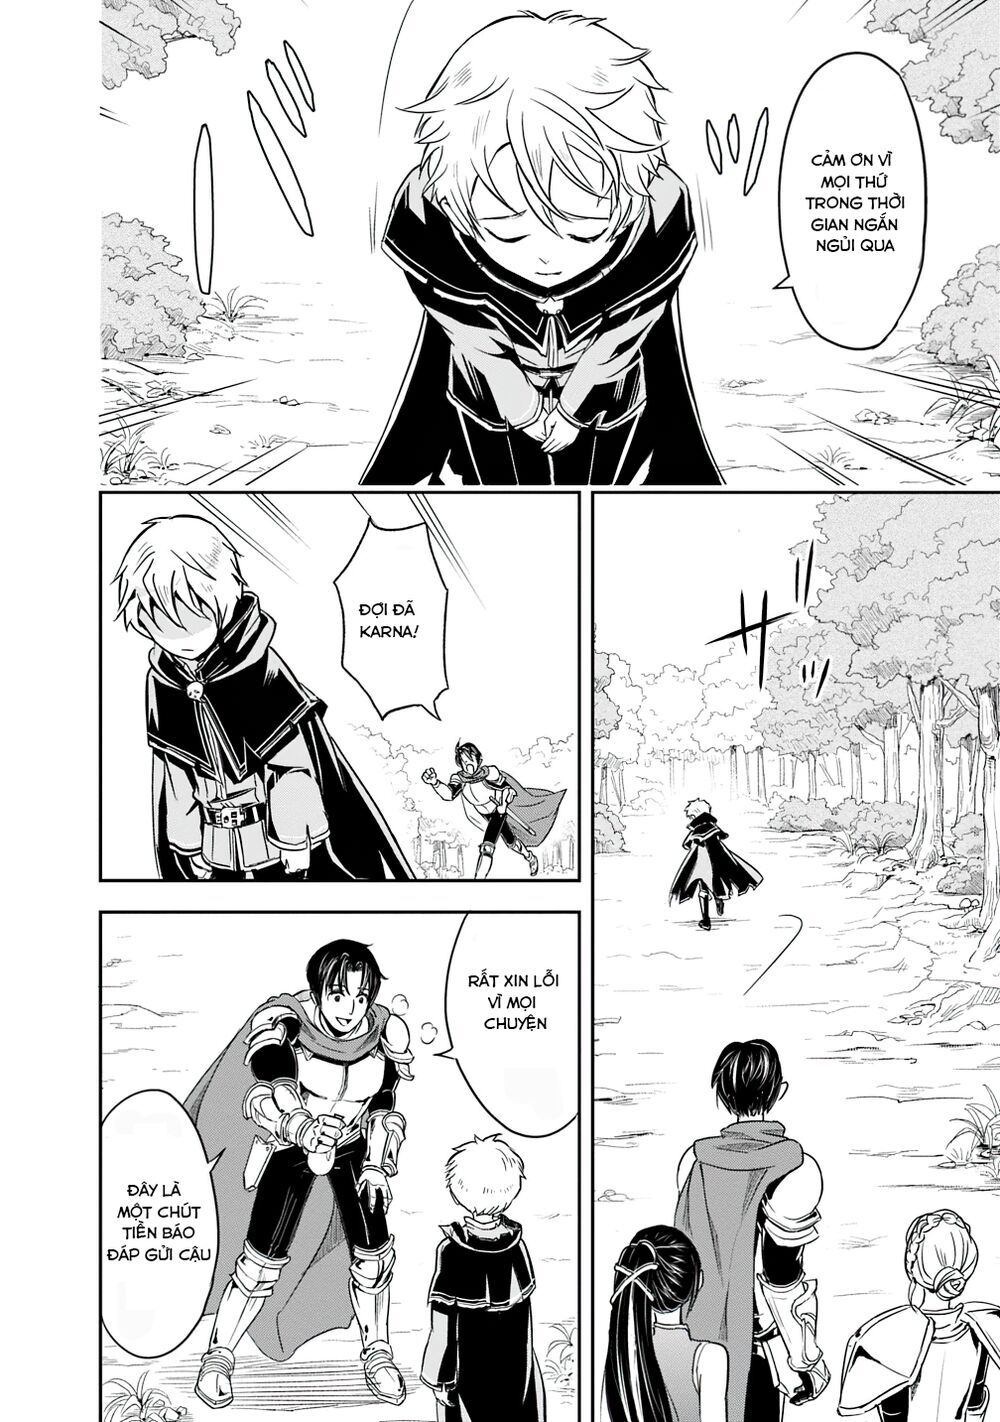 CẢM ƠN VÌ
MỌI THỨ
TRONG THỜI
GIAN NGẮN
NGỦI QUA
ĐỢI ĐÃ
KARNA!
RẤT XIN LỖI
VÌ MỌI
CHUYỆN
ĐÂY LÀ
MỘT CHÚT
TIỀN BÁO
ĐÁP GỬI CẬU